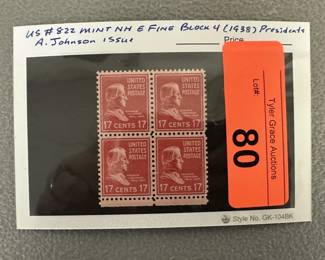 US #822 MINT NH E FINE BLOCK 4 (1938) Presidents
A. Johnson issue
Price
UNITED STATES POSTAGE
17 CENTS 17
UNITED STATES POSTAGE
17 CENTS 17
UNITED STATES POSTAGE
17 CENTS 17
UNITED STATES POSTAGE
17 CENTS 17
Lot#:
80
Tyler Grace Auctions
Style No. GK-104BK